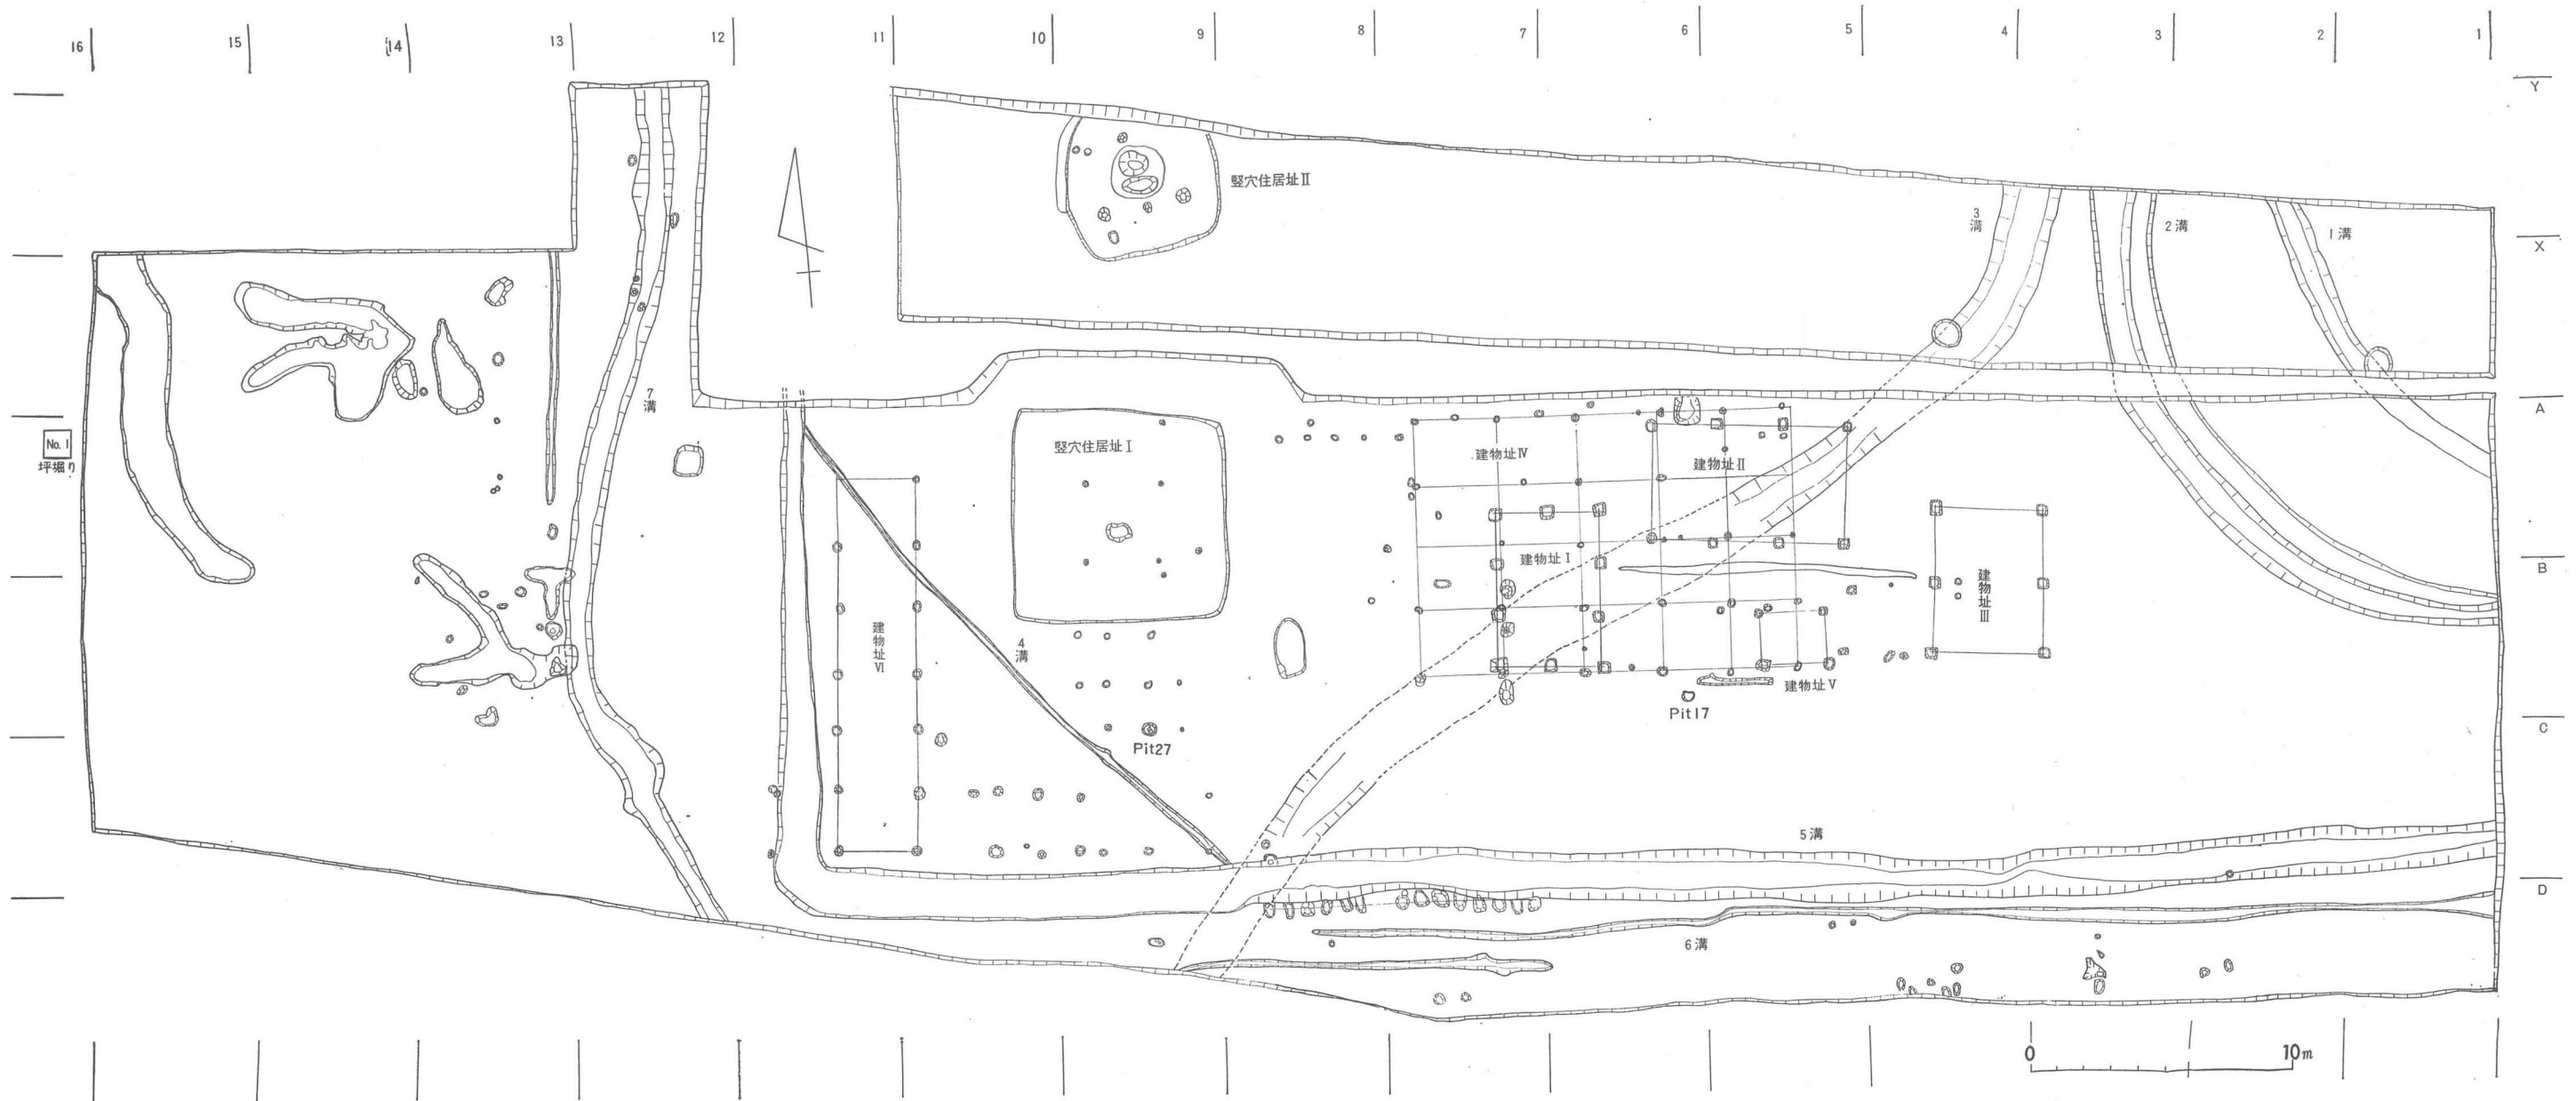 16 15 14 13 12 11 10 9 8 7 6 5 4 3 2 1
Y
竪穴住居址Ⅱ
3溝
2溝
1溝
X
7溝
A
No.1
坪堀り
竪穴住居址Ⅰ
建物址Ⅳ
建物址Ⅱ
建物址Ⅰ
建物址Ⅲ
B
建物址Ⅵ
4溝
建物址Ⅴ
Pit17
Pit27
C
5溝
D
6溝
0 10m